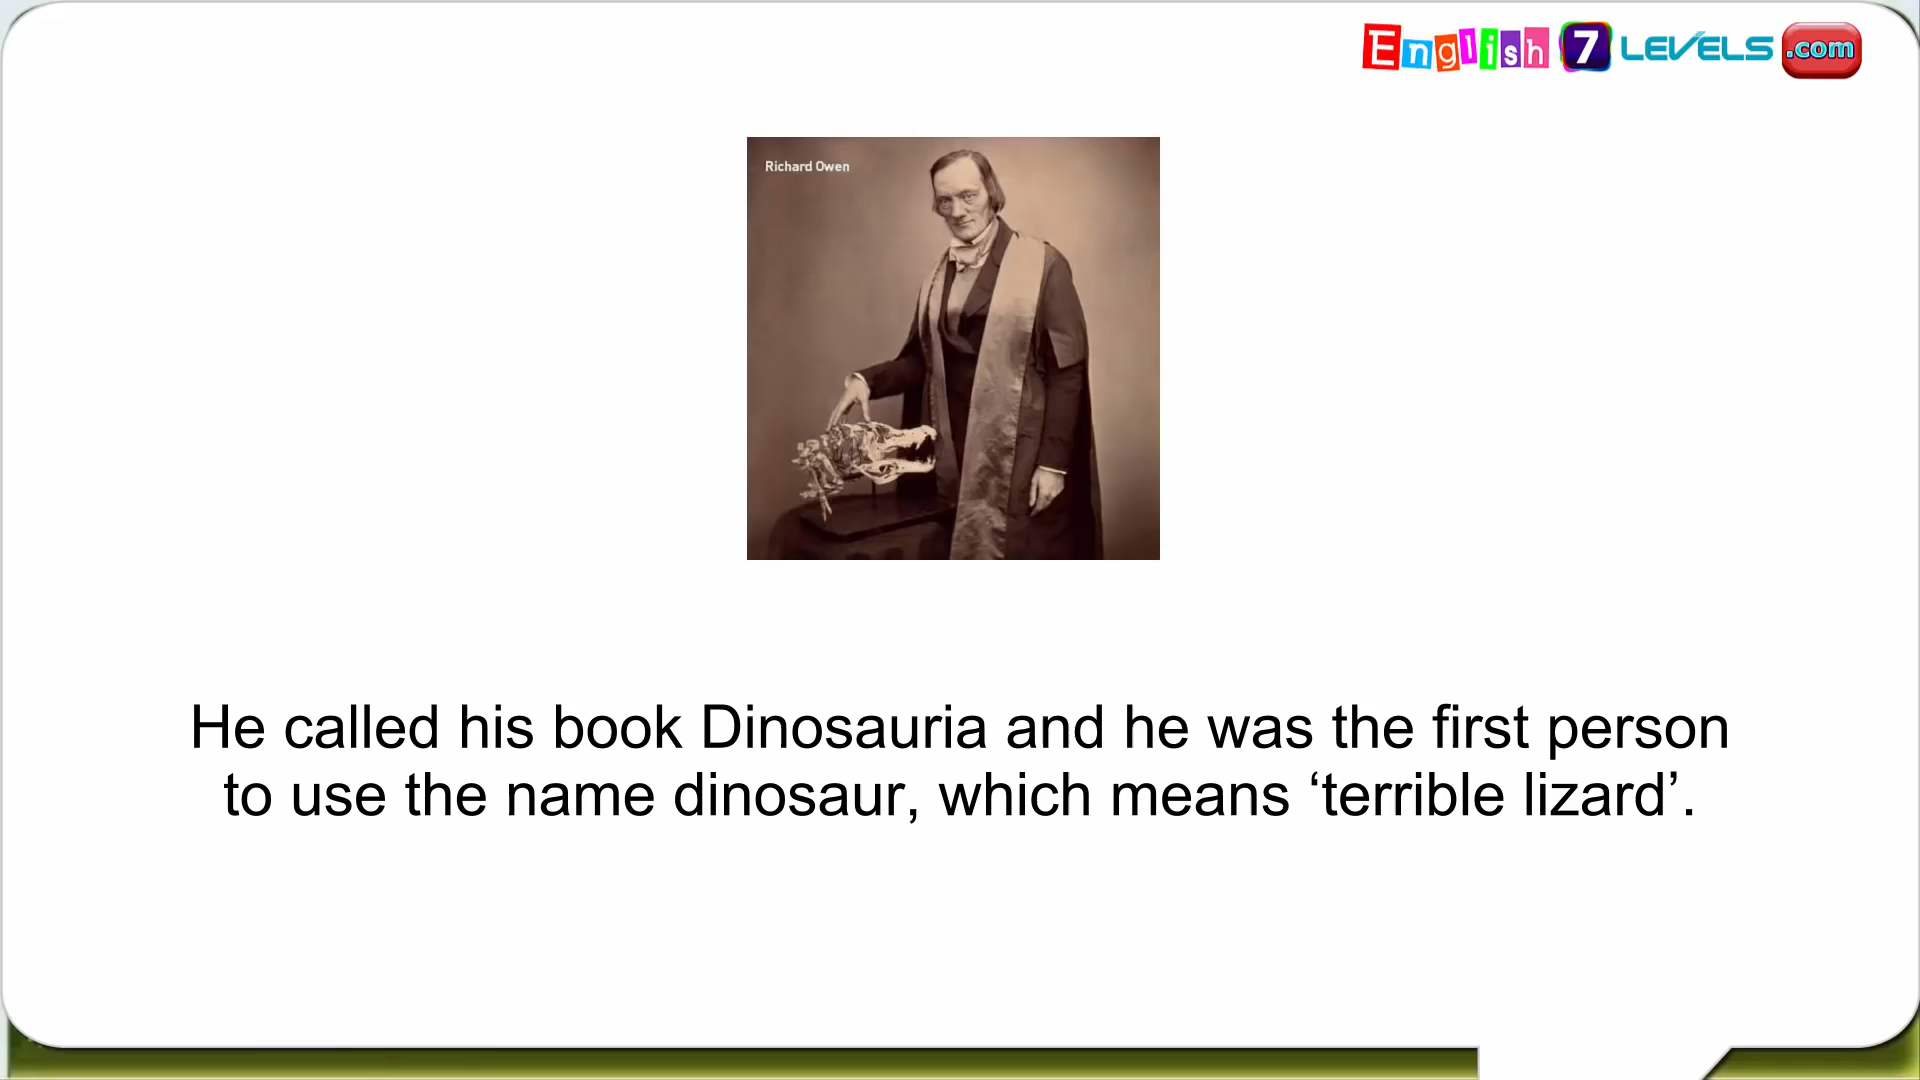 English 7 LEVELS .com
Richard Owen
He called his book Dinosauria and he was the first person
to use the name dinosaur, which means ‘terrible lizard’.